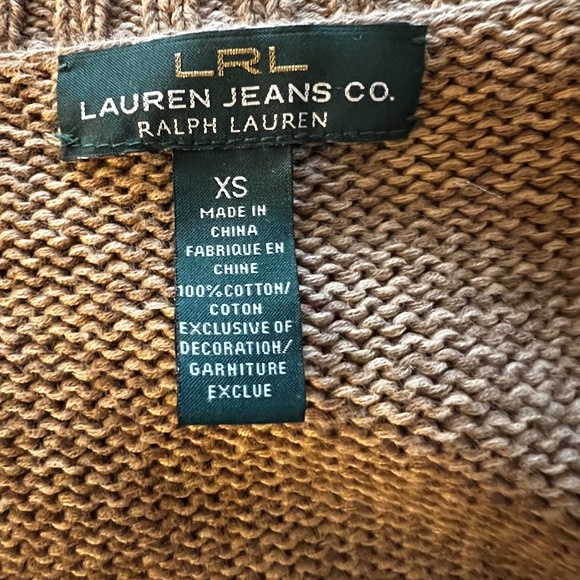 LRL
LAUREN JEANS CO.
RALPH LAUREN
XS
MADE IN
CHINA
FABRIQUE EN
CHINE
100%COTTON/
COTON
EXCLUSIVE OF
DECORATION/
GARNITURE
EXCLUE